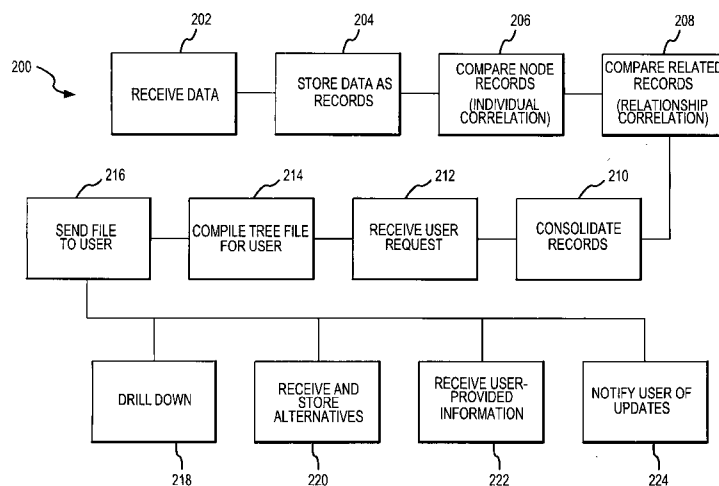 202
204
206
208
200
RECEIVE DATA
STORE DATA AS
RECORDS
COMPARE NODE
RECORDS
(INDIVIDUAL
CORRELATION)
COMPARE RELATED
RECORDS
(RELATIONSHIP
CORRELATION)
216
214
212
210
SEND FILE
TO USER
COMPILE TREE FILE
FOR USER
RECEIVE USER
REQUEST
CONSOLIDATE
RECORDS
DRILL DOWN
RECEIVE AND
STORE
ALTERNATIVES
RECEIVE USER-
PROVIDED
INFORMATION
NOTIFY USER OF
UPDATES
218
220
222
224